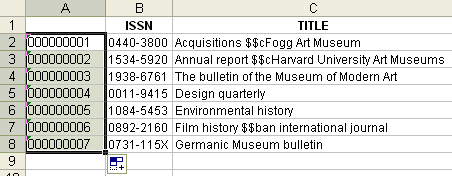 A B C
1 ISSN TITLE
2 000000001 0440-3800 Acquisitions $$cFogg Art Museum
3 000000002 1534-5920 Annual report $$cHarvard University Art Museums
4 000000003 1938-6761 The bulletin of the Museum of Modern Art
5 000000004 0011-9415 Design quarterly
6 000000005 1084-5453 Environmental history
7 000000006 0892-2160 Film history $$ban international journal
8 000000007 0731-115X Germanic Museum bulletin
9